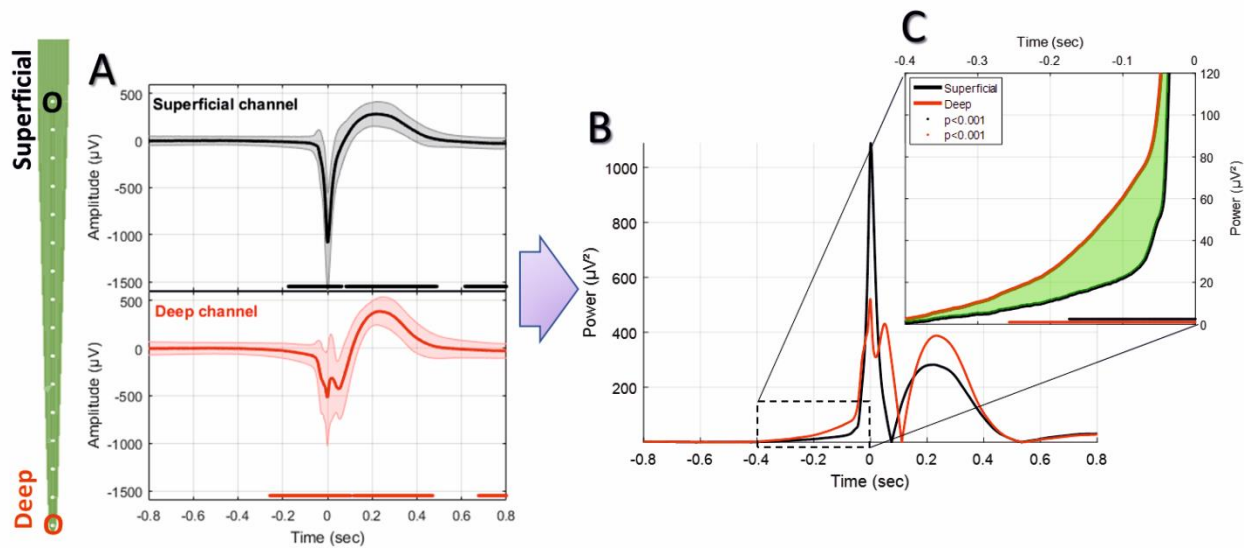 Superficial
O
Deep
O
A
Superficial channel
Amplitude (µV)
500
0
-500
-1000
-1500
Deep channel
Amplitude (µV)
500
0
-500
-1000
-1500
-0.8 -0.6 -0.4 -0.2 0 0.2 0.4 0.6 0.8
Time (sec)
B
Power (µV²)
1000
800
600
400
200
-0.8 -0.6 -0.4 -0.2 0 0.2 0.4 0.6 0.8
Time (sec)
C
Time (sec)
-0.4 -0.3 -0.2 -0.1 0
Superficial
Deep
p<0.001
p<0.001
120
100
80
60
40
20
0
Power (µV²)